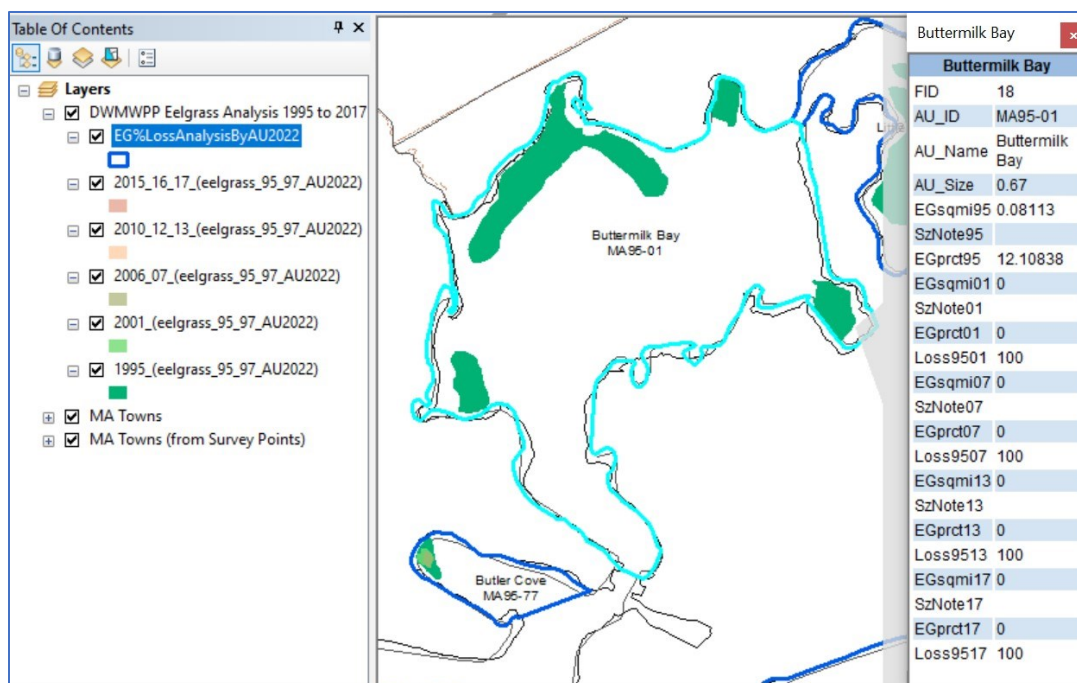 Table Of Contents
Layers
DWMWPP Eelgrass Analysis 1995 to 2017
EG%LossAnalysisByAU2022
2015_16_17_(eelgrass_95_97_AU2022)
2010_12_13_(eelgrass_95_97_AU2022)
2006_07_(eelgrass_95_97_AU2022)
2001_(eelgrass_95_97_AU2022)
1995_(eelgrass_95_97_AU2022)
MA Towns
MA Towns (from Survey Points)
Buttermilk Bay
MA95-01
Butler Cove
MA95-77
Buttermilk Bay
Buttermilk Bay
FID 18
AU_ID MA95-01
AU_Name Buttermilk
Bay
AU_Size 0.67
EGsqmi95 0.08113
SzNote95
EGprct95 12.10838
EGsqmi01 0
SzNote01
EGprct01 0
Loss9501 100
EGsqmi07 0
SzNote07
EGprct07 0
Loss9507 100
EGsqmi13 0
SzNote13
EGprct13 0
Loss9513 100
EGsqmi17 0
SzNote17
EGprct17 0
Loss9517 100